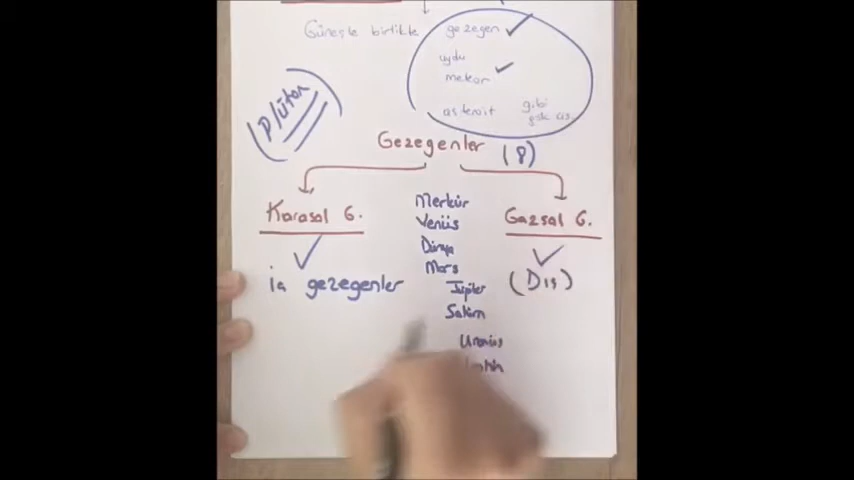 Güneşle birlikte
gezegen
uydu
meteor
asteroit gibi
gök cis.
Plüton
Gezegenler (8)
Karasal G.
Gazsal G.
iç gezegenler
(Dış)
Merkür
Venüs
Dünya
Mars
Jüpiter
Satürn
Uranüs